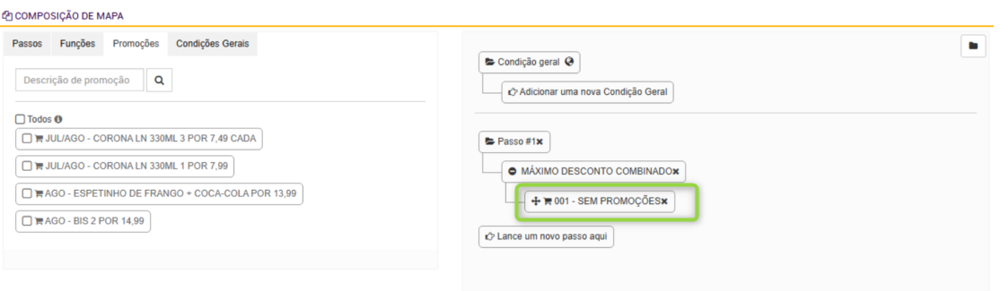 COMPOSIÇÃO DE MAPA
Passos Funções Promoções Condições Gerais
Descrição de promoção
Todos
JUL/AGO - CORONA LN 330ML 3 POR 7,49 CADA
JUL/AGO - CORONA LN 330ML 1 POR 7,99
AGO - ESPETINHO DE FRANGO + COCA-COLA POR 13,99
AGO - BIS 2 POR 14,99
Condição geral
Adicionar uma nova Condição Geral
Passo #1
MÁXIMO DESCONTO COMBINADO
001 - SEM PROMOÇÕES
Lance um novo passo aqui